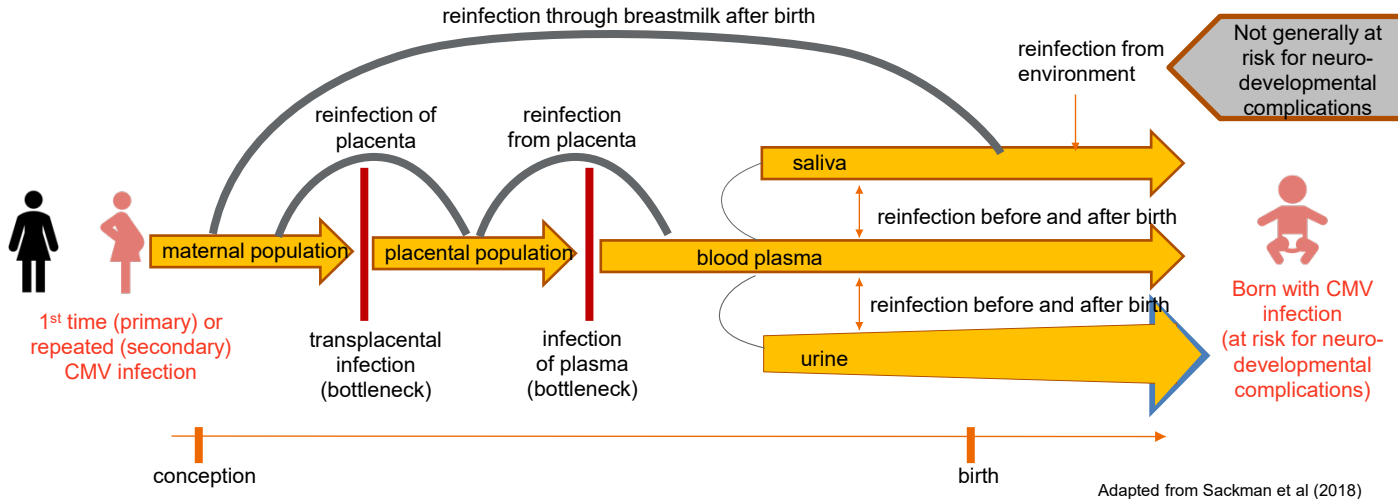 reinfection through breastmilk after birth
reinfection from
environment
Not generally at
risk for neuro-
developmental
complications
reinfection of
placenta
reinfection
from placenta
saliva
reinfection before and after birth
maternal population
placental population
blood plasma
reinfection before and after birth
urine
1st time (primary) or
repeated (secondary)
CMV infection
transplacental
infection
(bottleneck)
infection
of plasma
(bottleneck)
Born with CMV
infection
(at risk for neuro-
developmental
complications)
conception
birth
Adapted from Sackman et al (2018)